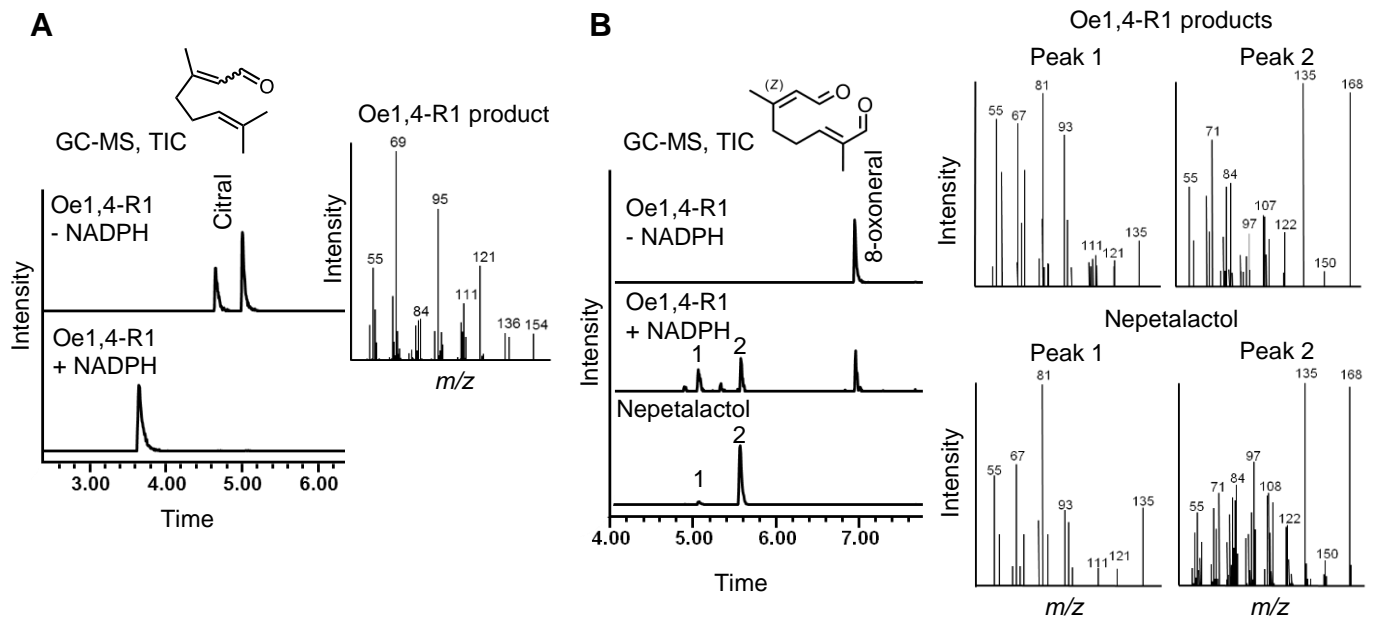 A
O
GC-MS, TIC
Citral
Oe1,4-R1
- NADPH
Oe1,4-R1
+ NADPH
Intensity
3.00 4.00 5.00 6.00
Time
Oe1,4-R1 product
Intensity
69
95
55
121
111
84
136 154
m/z
B
(Z)
O
O
GC-MS, TIC
8-oxoneral
Oe1,4-R1
- NADPH
Oe1,4-R1
+ NADPH
1 2
Nepetalactol
2
1
Intensity
4.00 5.00 6.00 7.00
Time
Oe1,4-R1 products
Peak 1
Intensity
81
55 67
93
111
121
135
Peak 2
135 168
71
55 84
107
97 122
150
Nepetalactol
Peak 1
Intensity
81
67
55
93
135
111 121
m/z
Peak 2
135 168
97
84
71 108
55
122
150
m/z